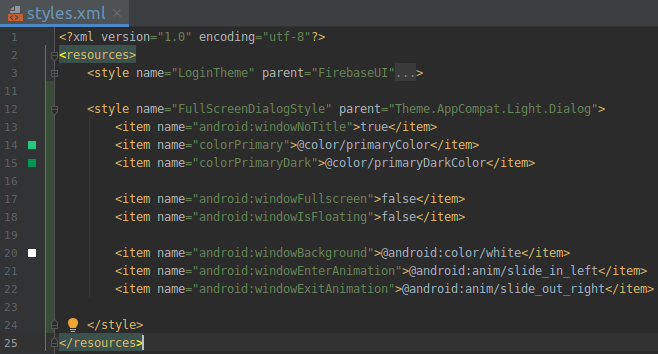 styles.xml
1 <?xml version="1.0" encoding="utf-8"?>
2 <resources>
3 <style name="LoginTheme" parent="FirebaseUI"...>
11
12 <style name="FullScreenDialogStyle" parent="Theme.AppCompat.Light.Dialog">
13 <item name="android:windowNoTitle">true</item>
14 <item name="colorPrimary">@color/primaryColor</item>
15 <item name="colorPrimaryDark">@color/primaryDarkColor</item>
16
17 <item name="android:windowFullscreen">false</item>
18 <item name="android:windowIsFloating">false</item>
19
20 <item name="android:windowBackground">@android:color/white</item>
21 <item name="android:windowEnterAnimation">@android:anim/slide_in_left</item>
22 <item name="android:windowExitAnimation">@android:anim/slide_out_right</item>
23
24 </style>
25 </resources>